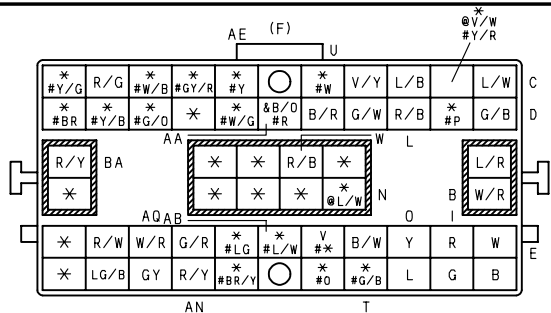 *
@V/W
#Y/R
AE (F) U
* #Y/G R/G * #W/B * #GY/R * #Y * #W V/Y L/B L/W C
* #BR * #Y/B * #G/O * * #W/G &B/O #R B/R G/W R/B * #P G/B D
AA W L
R/Y BA * * R/B * L/R
* * * * * @L/W N B W/R
AQ AB O I
* R/W W/R G/R * #LG * #L/W V #* B/W Y R W
E
* LG/B GY R/Y * #BR/Y * #O * #G/B L G B
AN T